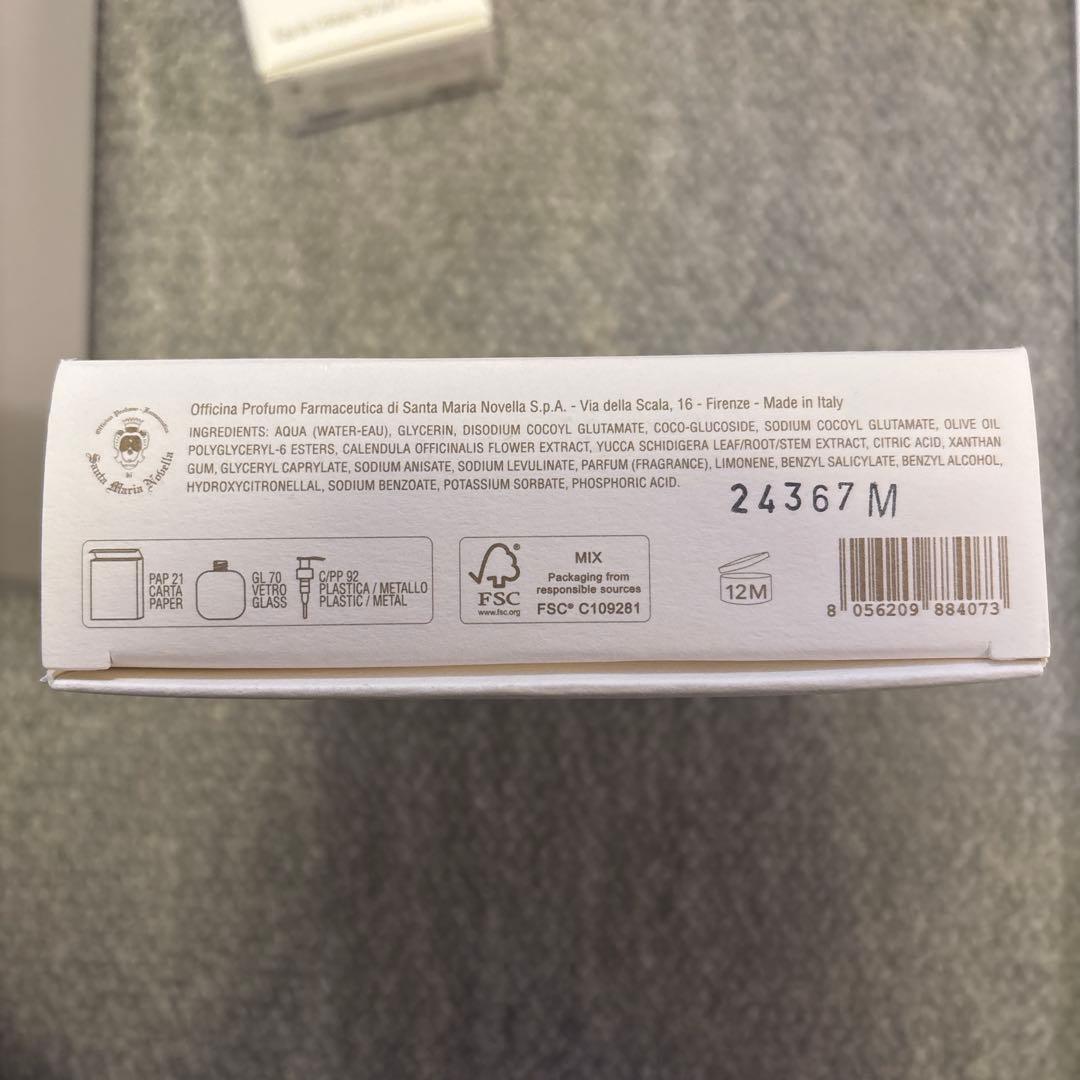 Officina Profumo-Farmaceutica
di
Santa Maria Novella
Officina Profumo Farmaceutica di Santa Maria Novella S.p.A. - Via della Scala, 16 - Firenze - Made in Italy
INGREDIENTS: AQUA (WATER-EAU), GLYCERIN, DISODIUM COCOYL GLUTAMATE, COCO-GLUCOSIDE, SODIUM COCOYL GLUTAMATE, OLIVE OIL
POLYGLYCERYL-6 ESTERS, CALENDULA OFFICINALIS FLOWER EXTRACT, YUCCA SCHIDIGERA LEAF/ROOT/STEM EXTRACT, CITRIC ACID, XANTHAN
GUM, GLYCERYL CAPRYLATE, SODIUM ANISATE, SODIUM LEVULINATE, PARFUM (FRAGRANCE), LIMONENE, BENZYL SALICYLATE, BENZYL ALCOHOL,
HYDROXYCITRONELLAL, SODIUM BENZOATE, POTASSIUM SORBATE, PHOSPHORIC ACID.
24367 M
PAP 21
CARTA
PAPER
GL 70
VETRO
GLASS
C/PP 92
PLASTICA / METALLO
PLASTIC / METAL
FSC
www.fsc.org
MIX
Packaging from
responsible sources
FSC® C109281
12M
8 056209 884073